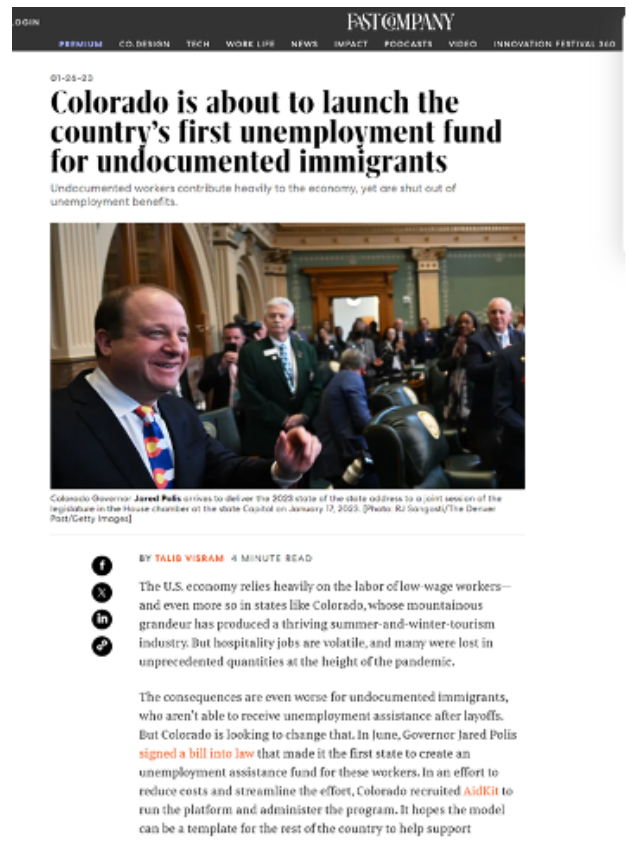 LOGIN
FAST COMPANY
PREMIUM CO.DESIGN TECH WORK LIFE NEWS IMPACT PODCASTS VIDEO INNOVATION FESTIVAL 360
01-26-23
Colorado is about to launch the
country’s first unemployment fund
for undocumented immigrants
Undocumented workers contribute heavily to the economy, yet are shut out of
unemployment benefits.
Colorado Governor Jared Polis arrives to deliver the 2023 state of the state address to a joint session of the
legislature in the House chamber at the state Capitol on January 17, 2023. [Photo: RJ Sangosti/The Denver
Post/Getty Images]
BY TALIB VISRAM 4 MINUTE READ
The U.S. economy relies heavily on the labor of low-wage workers—
and even more so in states like Colorado, whose mountainous
grandeur has produced a thriving summer-and-winter-tourism
industry. But hospitality jobs are volatile, and many were lost in
unprecedented quantities at the height of the pandemic.
The consequences are even worse for undocumented immigrants,
who aren’t able to receive unemployment assistance after layoffs.
But Colorado is looking to change that. In June, Governor Jared Polis
signed a bill into law that made it the first state to create an
unemployment assistance fund for these workers. In an effort to
reduce costs and streamline the effort, Colorado recruited AidKit to
run the platform and administer the program. It hopes the model
can be a template for the rest of the country to help support